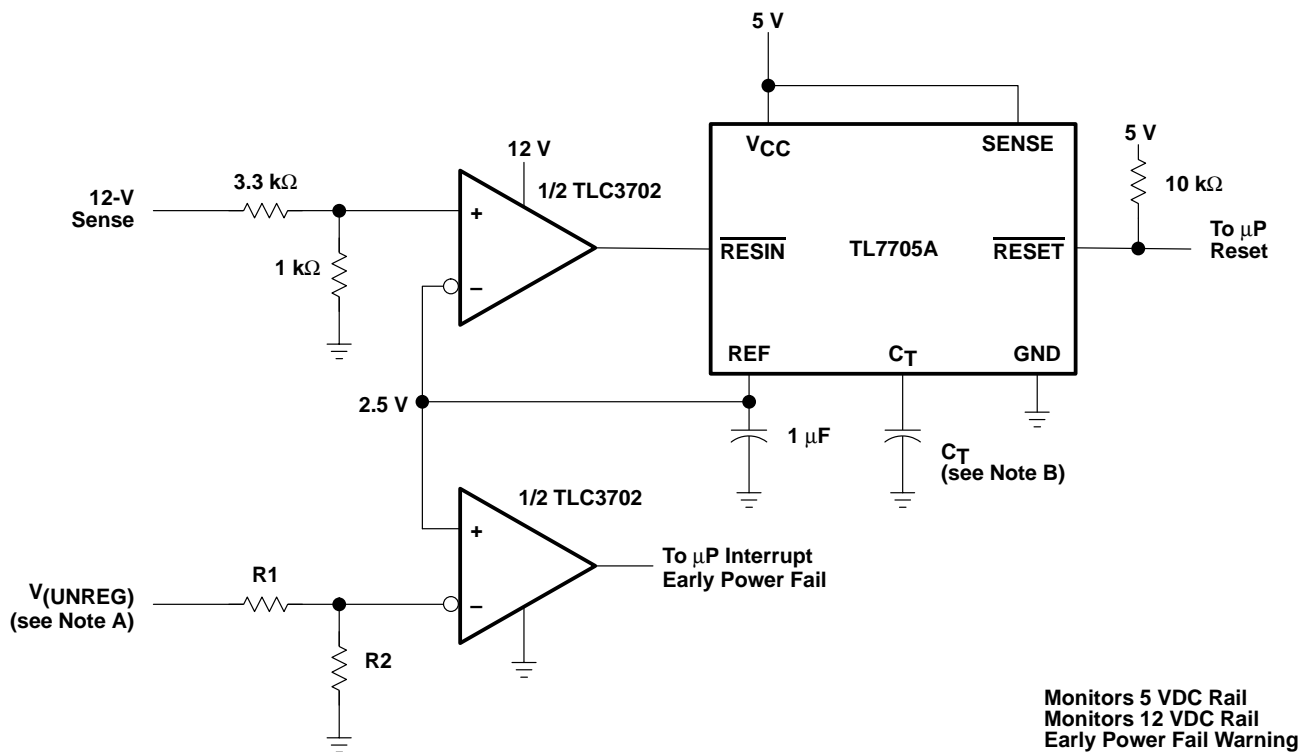 5 V
VCC
SENSE
5 V
10 kΩ
12 V
1/2 TLC3702
3.3 kΩ
12-V
Sense
+
1 kΩ
–
RESIN
TL7705A
RESET
To μP
Reset
REF
CT
GND
2.5 V
1 μF
CT
(see Note B)
1/2 TLC3702
+
To μP Interrupt
Early Power Fail
V(UNREG)
(see Note A)
R1
–
R2
Monitors 5 VDC Rail
Monitors 12 VDC Rail
Early Power Fail Warning